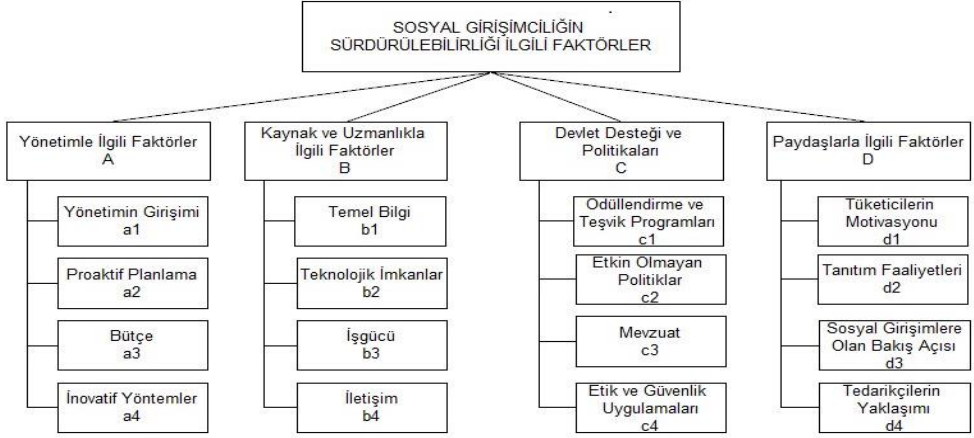 SOSYAL GİRİŞİMCİLİĞİN
SÜRDÜRÜLEBİLİRLİĞİ İLGİLİ FAKTÖRLER
Yönetimle İlgili Faktörler
A
Yönetimin Girişimi
a1
Proaktif Planlama
a2
Bütçe
a3
İnovatif Yöntemler
a4
Kaynak ve Uzmanlıkla
İlgili Faktörler
B
Temel Bilgi
b1
Teknolojik İmkanlar
b2
İşgücü
b3
İletişim
b4
Devlet Desteği ve
Politikaları
C
Ödüllendirme ve
Teşvik Programları
c1
Etkin Olmayan
Politiklar
c2
Mevzuat
c3
Etik ve Güvenlik
Uygulamaları
c4
Paydaşlarla İlgili Faktörler
D
Tüketicilerin
Motivasyonu
d1
Tanıtım Faaliyetleri
d2
Sosyal Girişimlere
Olan Bakış Açısı
d3
Tedarikçilerin
Yaklaşımı
d4